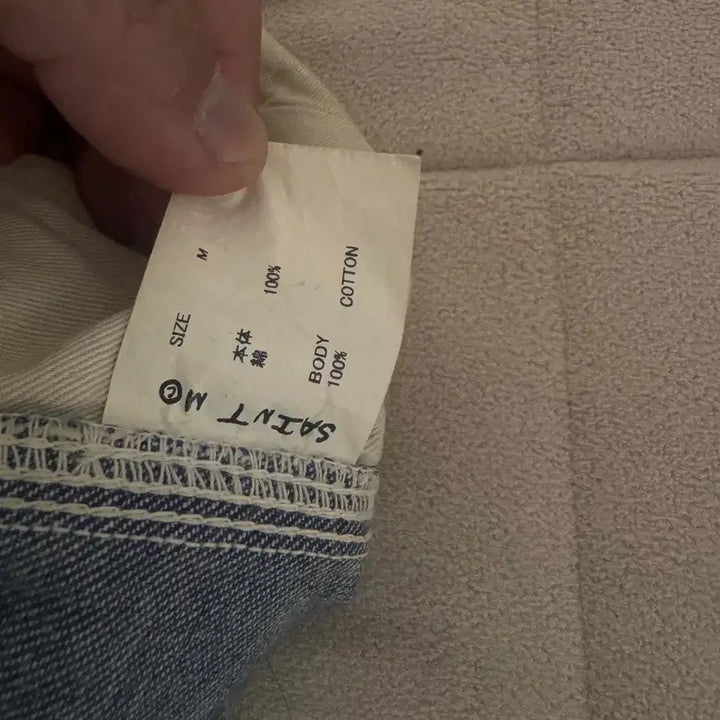 SIZE M
本体
綿 100%
BODY
100% COTTON
SAINT M